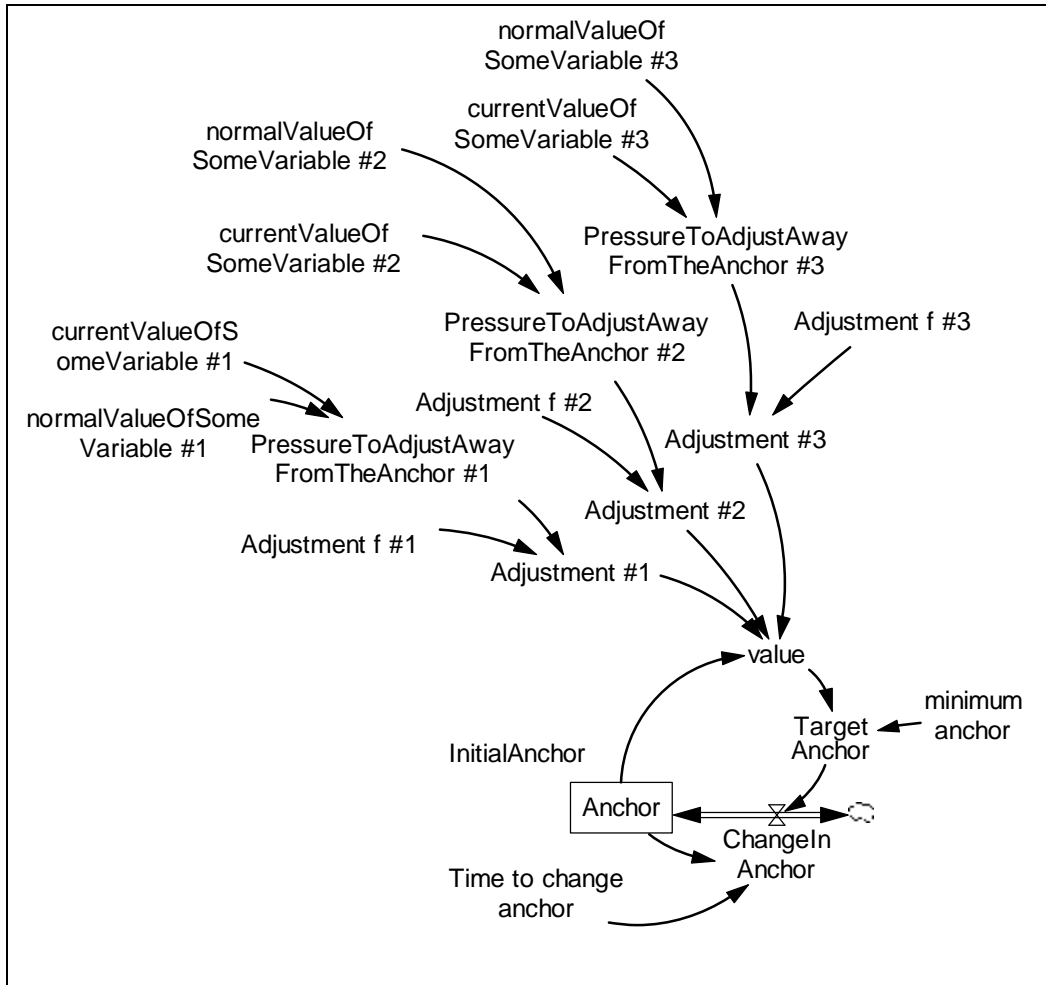 normalValueOf
SomeVariable #3
currentValueOf
SomeVariable #3
normalValueOf
SomeVariable #2
currentValueOf
SomeVariable #2
PressureToAdjustAway
FromTheAnchor #3
PressureToAdjustAway
FromTheAnchor #2
Adjustment f #3
currentValueOfS
omeVariable #1
normalValueOfSome
Variable #1
Adjustment f #2
Adjustment #3
PressureToAdjustAway
FromTheAnchor #1
Adjustment #2
Adjustment f #1
Adjustment #1
value
minimum
anchor
Target
Anchor
InitialAnchor
Anchor
ChangeIn
Anchor
Time to change
anchor